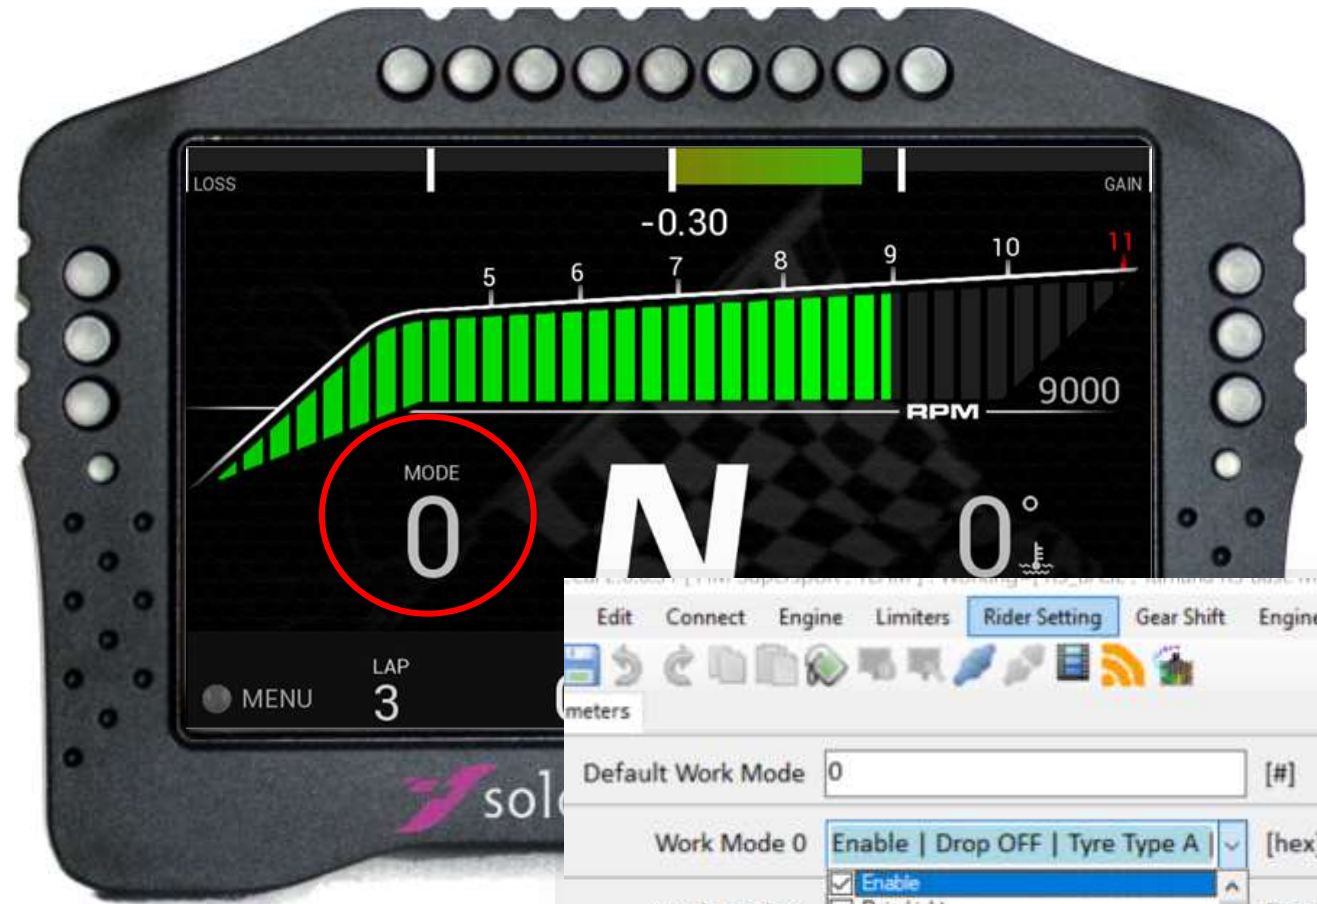 LOSS
GAIN
-0.30
5 6 7 8 9 10 11
9000
RPM
MODE
0
N
0°
LAP
3
MENU
Edit Connect Engine Limiters Rider Setting Gear Shift Engine
meters
Default Work Mode 0 [#]
Work Mode 0 Enable | Drop OFF | Tyre Type A | [hex]
Enable